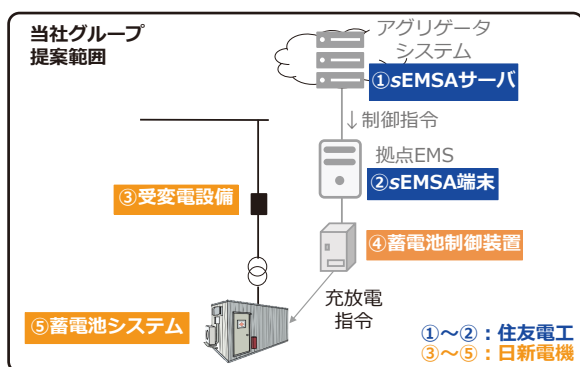 当社グループ
提案範囲
アグリゲータ
システム
①sEMSAサーバ
↓制御指令
拠点EMS
②sEMSA端末
③受変電設備
④蓄電池制御装置
充放電
指令
⑤蓄電池システム
①～②：住友電工
③～⑤：日新電機